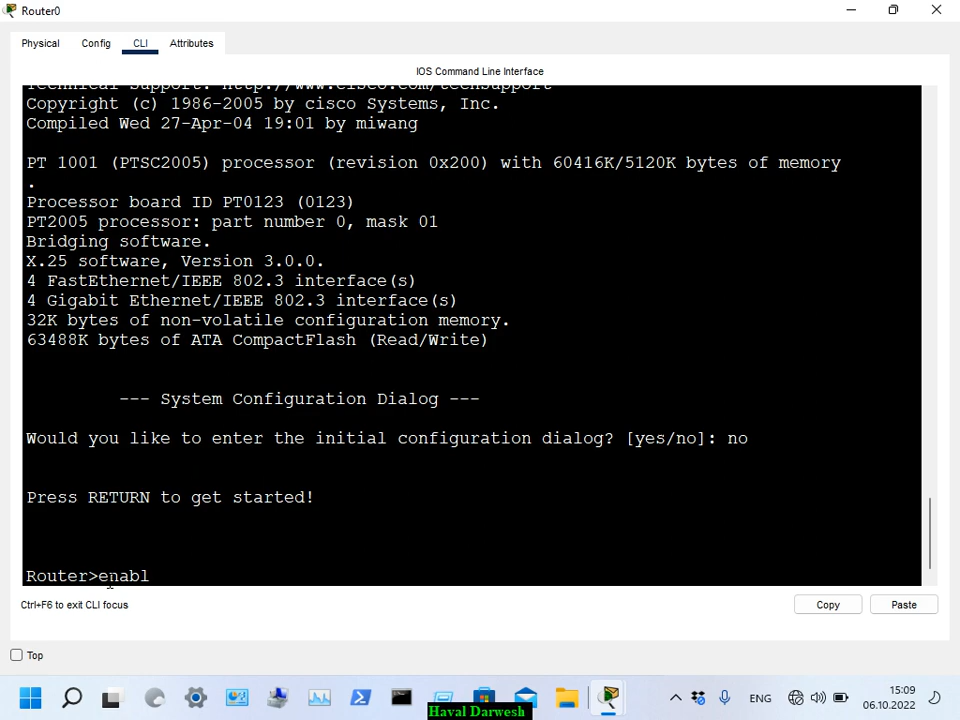 Router0
Physical Config CLI Attributes
IOS Command Line Interface
Technical Support: http://www.cisco.com/techsupport
Copyright (c) 1986-2005 by cisco Systems, Inc.
Compiled Wed 27-Apr-04 19:01 by miwang
PT 1001 (PTSC2005) processor (revision 0x200) with 60416K/5120K bytes of memory
.
Processor board ID PT0123 (0123)
PT2005 processor: part number 0, mask 01
Bridging software.
X.25 software, Version 3.0.0.
4 FastEthernet/IEEE 802.3 interface(s)
4 Gigabit Ethernet/IEEE 802.3 interface(s)
32K bytes of non-volatile configuration memory.
63488K bytes of ATA CompactFlash (Read/Write)
--- System Configuration Dialog ---
Would you like to enter the initial configuration dialog? [yes/no]: no
Press RETURN to get started!
Router>enabl
Ctrl+F6 to exit CLI focus
Copy Paste
Top
ENG
15:09
06.10.2022
Haval Darwesh